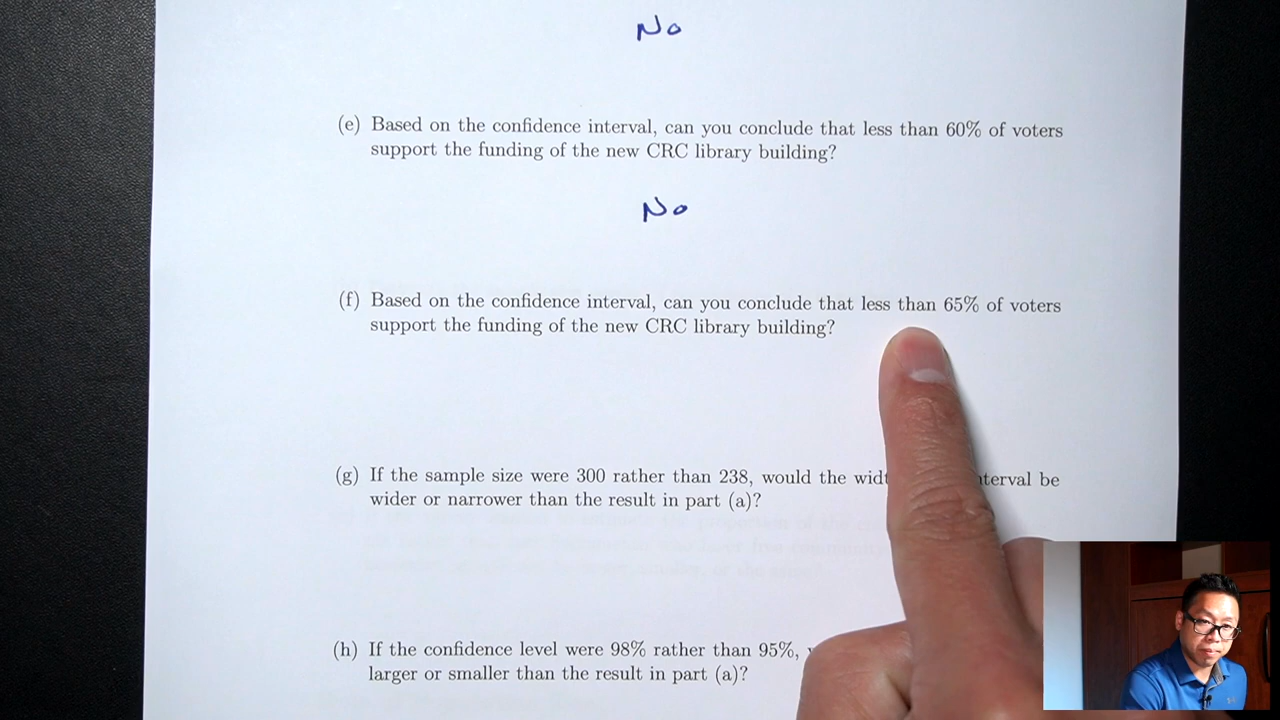 No
(e) Based on the confidence interval, can you conclude that less than 60% of voters
support the funding of the new CRC library building?
No
(f) Based on the confidence interval, can you conclude that less than 65% of voters
support the funding of the new CRC library building?
(g) If the sample size were 300 rather than 238, would the interval be
wider or narrower than the result in part (a)?
(h) If the confidence level were 98% rather than 95%,
larger or smaller than the result in part (a)?